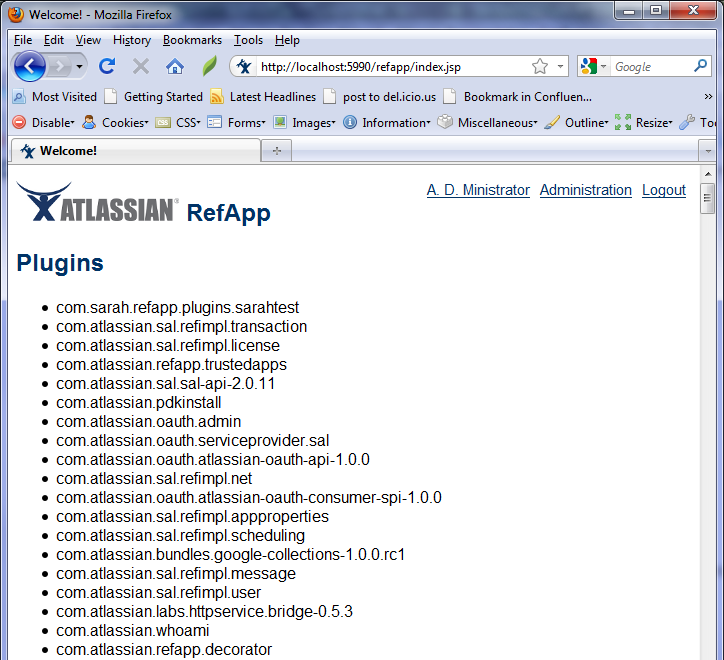 Welcome! - Mozilla Firefox
File Edit View History Bookmarks Tools Help
http://localhost:5990/refapp/index.jsp Google
Most Visited Getting Started Latest Headlines post to del.icio.us Bookmark in Confluen... »
Disable Cookies CSS Forms Images Information Miscellaneous Outline Resize Too
Welcome!
A. D. Ministrator Administration Logout
ATLASSIAN® RefApp
Plugins
• com.sarah.refapp.plugins.sarahtest
• com.atlassian.sal.refimpl.transaction
• com.atlassian.sal.refimpl.license
• com.atlassian.refapp.trustedapps
• com.atlassian.sal.sal-api-2.0.11
• com.atlassian.pdkinstall
• com.atlassian.oauth.admin
• com.atlassian.oauth.serviceprovider.sal
• com.atlassian.oauth.atlassian-oauth-api-1.0.0
• com.atlassian.sal.refimpl.net
• com.atlassian.oauth.atlassian-oauth-consumer-spi-1.0.0
• com.atlassian.sal.refimpl.appproperties
• com.atlassian.sal.refimpl.scheduling
• com.atlassian.bundles.google-collections-1.0.0.rc1
• com.atlassian.sal.refimpl.message
• com.atlassian.sal.refimpl.user
• com.atlassian.labs.httpservice.bridge-0.5.3
• com.atlassian.whoami
• com.atlassian.refapp.decorator